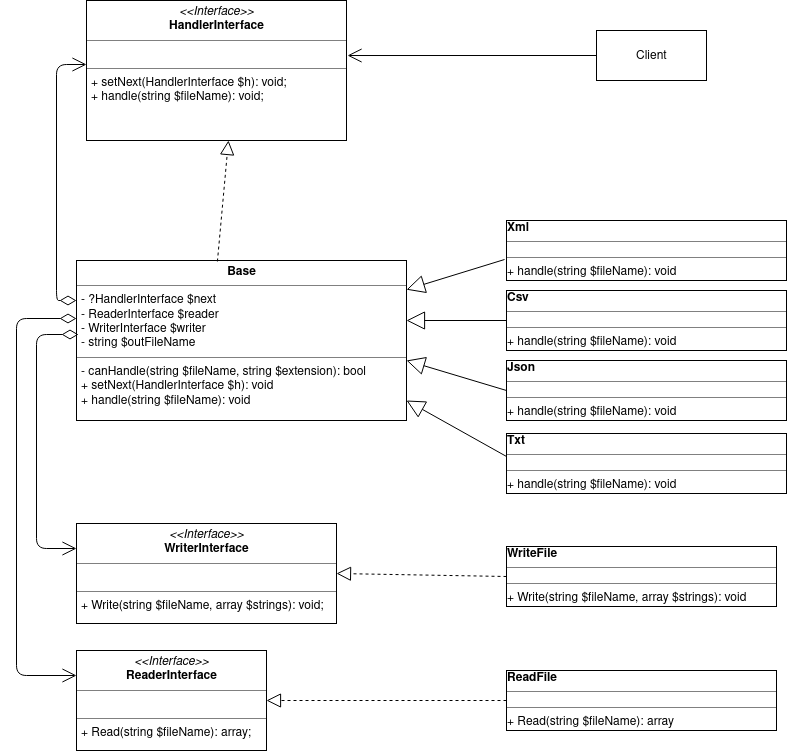 <<Interface>>
HandlerInterface
+ setNext(HandlerInterface $h): void;
+ handle(string $fileName): void;
Client
Base
- ?HandlerInterface $next
- ReaderInterface $reader
- WriterInterface $writer
- string $outFileName
- canHandle(string $fileName, string $extension): bool
+ setNext(HandlerInterface $h): void
+ handle(string $fileName): void
Xml
+ handle(string $fileName): void
Csv
+ handle(string $fileName): void
Json
+ handle(string $fileName): void
Txt
+ handle(string $fileName): void
<<Interface>>
WriterInterface
+ Write(string $fileName, array $strings): void;
WriteFile
+ Write(string $fileName, array $strings): void
<<Interface>>
ReaderInterface
+ Read(string $fileName): array;
ReadFile
+ Read(string $fileName): array